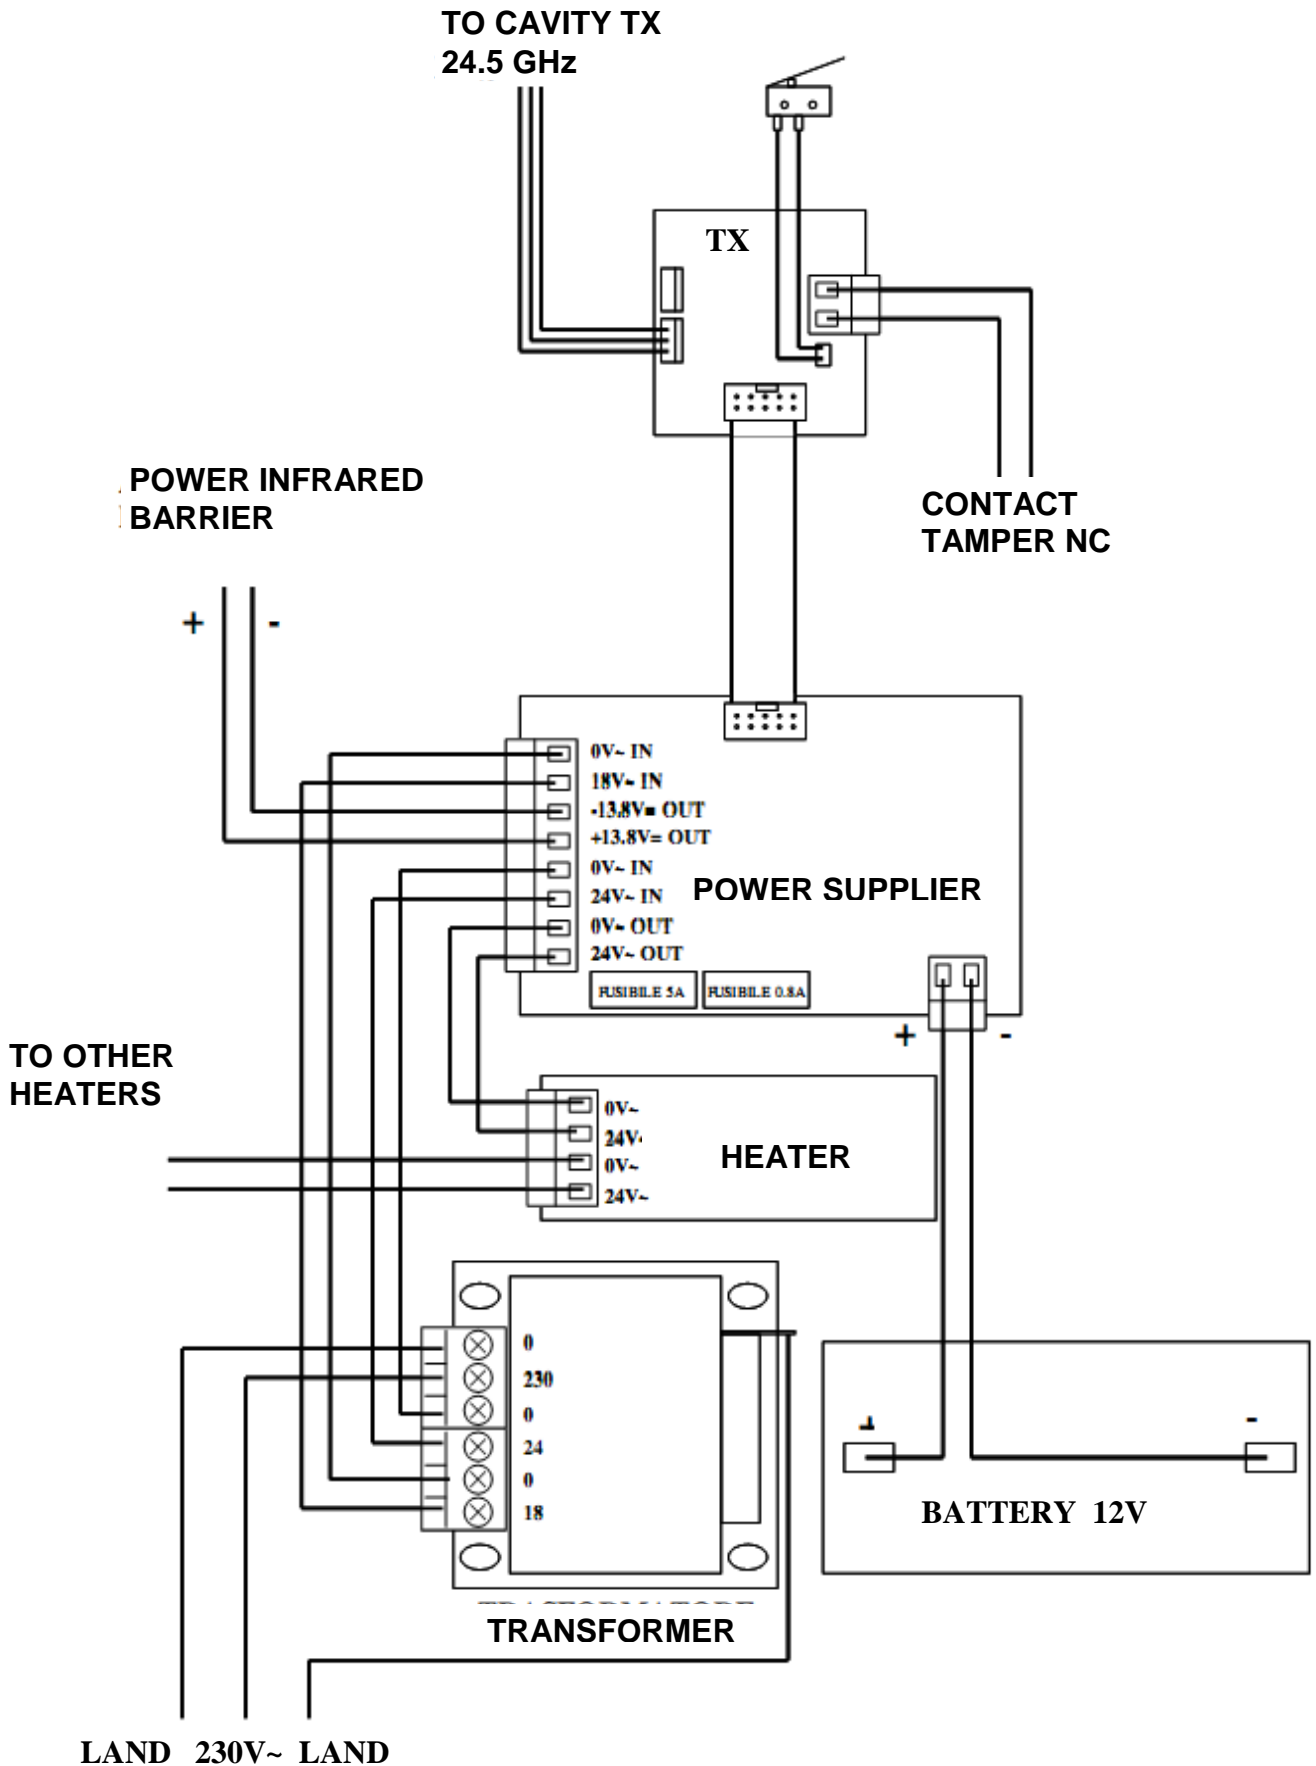 TO CAVITY TX
24.5 GHz
TX
POWER INFRARED
BARRIER
CONTACT
TAMPER NC
+ -
0V~ IN
18V~ IN
-13.8V= OUT
+13.8V= OUT
0V~ IN
24V~ IN
0V~ OUT
24V~ OUT
POWER SUPPLIER
FUSIBILE 5A
FUSIBILE 0.8A
+ -
TO OTHER
HEATERS
0V~
24V~
0V~
24V~
HEATER
0
230
0
24
0
18
+ -
BATTERY 12V
TRANSFORMER
LAND 230V~ LAND